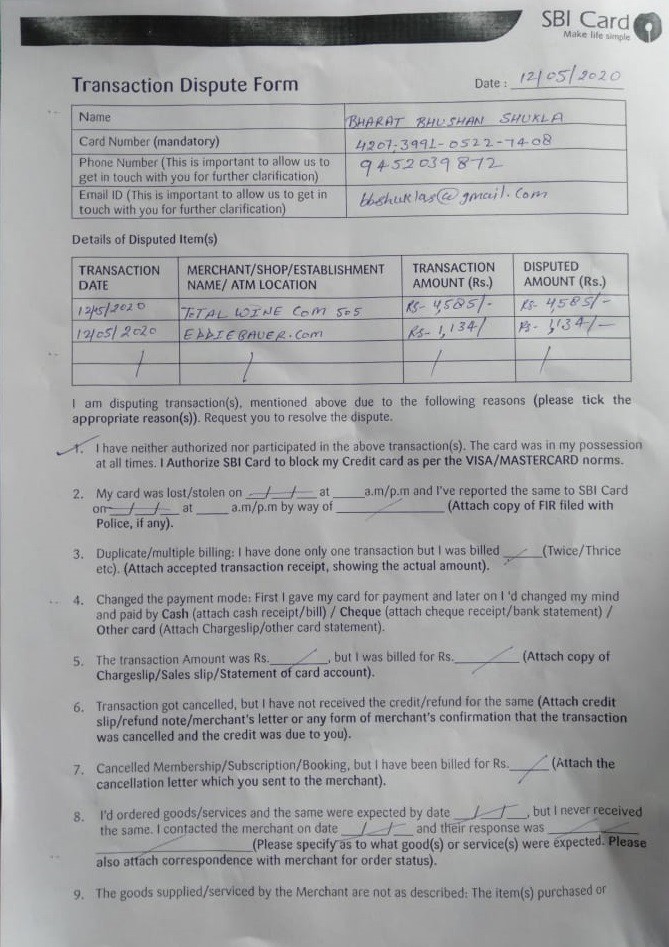 SBI Card
Make life simple
Transaction Dispute Form
Date : 12/05/2020
Name
BHARAT BHUSHAN SHUKLA
Card Number (mandatory)
4207-3991-0522-7408
Phone Number (This is important to allow us to
get in touch with you for further clarification)
9452039872
Email ID (This is important to allow us to get in
touch with you for further clarification)
bbshuklas@gmail.com
Details of Disputed Item(s)
TRANSACTION
DATE
MERCHANT/SHOP/ESTABLISHMENT
NAME/ ATM LOCATION
TRANSACTION
AMOUNT (Rs.)
DISPUTED
AMOUNT (Rs.)
12/5/2020 TOTAL WINE COM 505 RS- 4,585/- RS- 4,585/-
12/05/2020 EDDIEBAUER.COM RS- 1,134/ RS- 1,134/-
I am disputing transaction(s), mentioned above due to the following reasons (please tick the
appropriate reason(s)). Request you to resolve the dispute.
1. I have neither authorized nor participated in the above transaction(s). The card was in my possession
at all times. I Authorize SBI Card to block my Credit card as per the VISA/MASTERCARD norms.
2. My card was lost/stolen on __/__/__ at ____a.m/p.m and I've reported the same to SBI Card
on__/__/__ at ____ a.m/p.m by way of ____________ (Attach copy of FIR filed with
Police, if any).
3. Duplicate/multiple billing: I have done only one transaction but I was billed ____(Twice/Thrice
etc). (Attach accepted transaction receipt, showing the actual amount).
4. Changed the payment mode: First I gave my card for payment and later on I 'd changed my mind
and paid by Cash (attach cash receipt/bill) / Cheque (attach cheque receipt/bank statement) /
Other card (Attach Chargeslip/other card statement).
5. The transaction Amount was Rs.________, but I was billed for Rs.________ (Attach copy of
Chargeslip/Sales slip/Statement of card account).
6. Transaction got cancelled, but I have not received the credit/refund for the same (Attach credit
slip/refund note/merchant's letter or any form of merchant's confirmation that the transaction
was cancelled and the credit was due to you).
7. Cancelled Membership/Subscription/Booking, but I have been billed for Rs.____ (Attach the
cancellation letter which you sent to the merchant).
8. I'd ordered goods/services and the same were expected by date __/__/__, but I never received
the same. I contacted the merchant on date __/__/__ and their response was __________
__________________(Please specify as to what good(s) or service(s) were expected. Please
also attach correspondence with merchant for order status).
9. The goods supplied/serviced by the Merchant are not as described: The item(s) purchased or